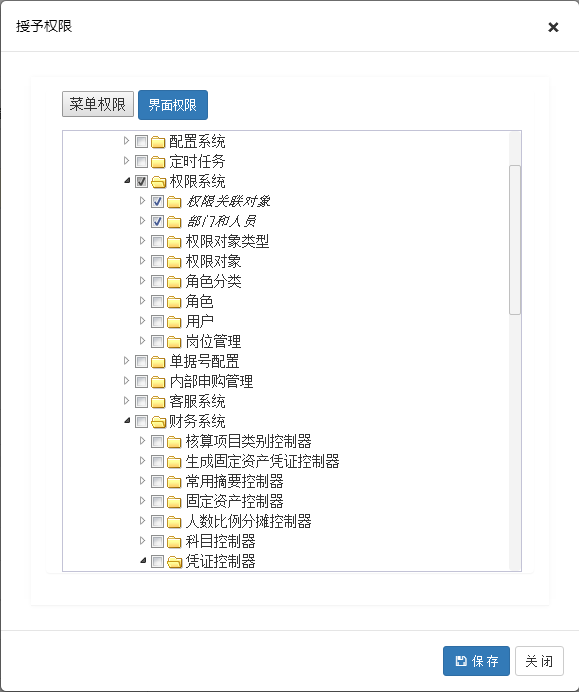 授予权限
菜单权限 界面权限
配置系统
定时任务
权限系统
权限关联对象
部门和人员
权限对象类型
权限对象
角色分类
角色
用户
岗位管理
单据号配置
内部申购管理
客服系统
财务系统
核算项目类别控制器
生成固定资产凭证控制器
常用摘要控制器
固定资产控制器
人数比例分摊控制器
科目控制器
凭证控制器
保存 关闭